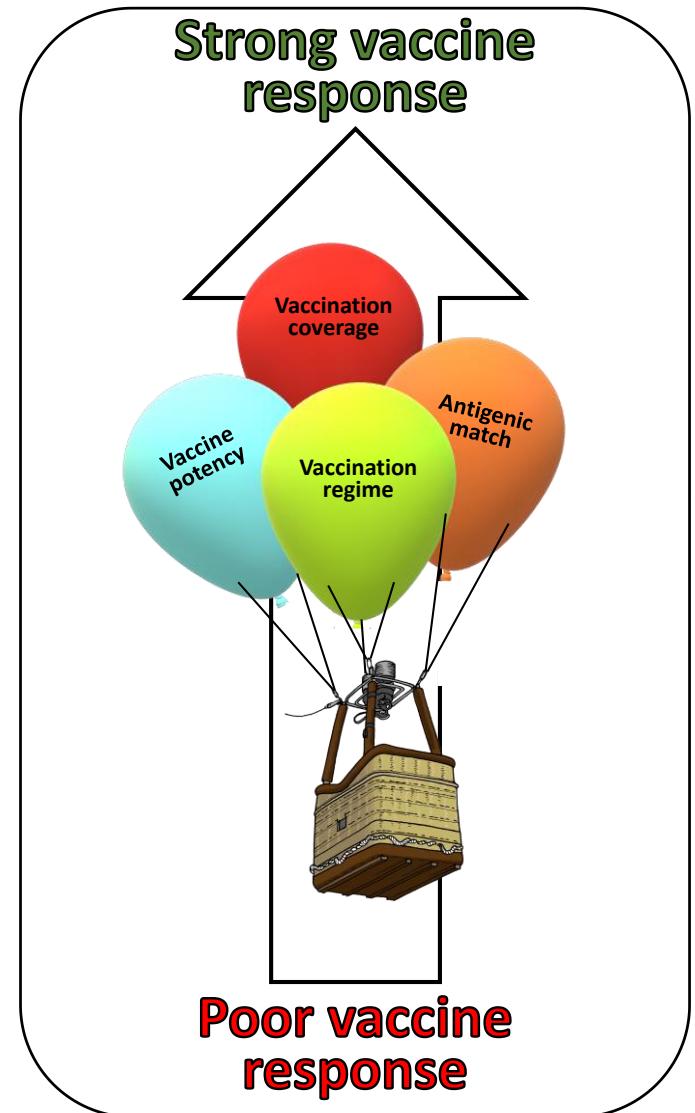 Strong vaccine
response
Vaccination
coverage
Antigenic
match
Vaccine
potency
Vaccination
regime
Poor vaccine
response